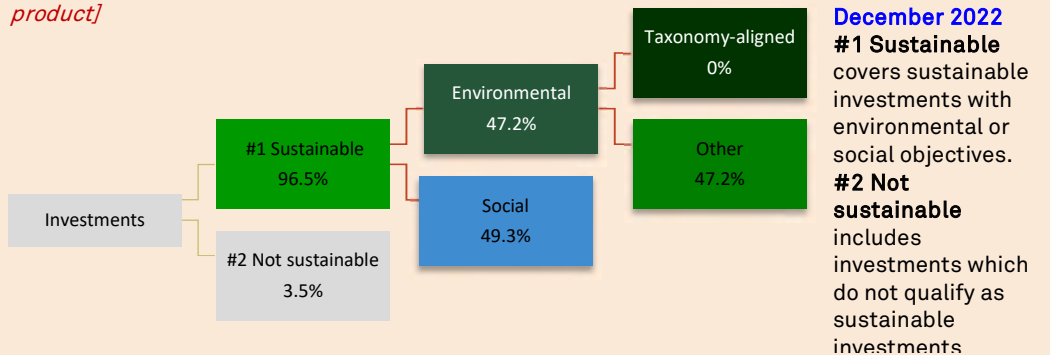 product]
Investments
#1 Sustainable
96.5%
#2 Not sustainable
3.5%
Environmental
47.2%
Social
49.3%
Taxonomy-aligned
0%
Other
47.2%
December 2022
#1 Sustainable
covers sustainable
investments with
environmental or
social objectives.
#2 Not
sustainable
includes
investments which
do not qualify as
sustainable
investments